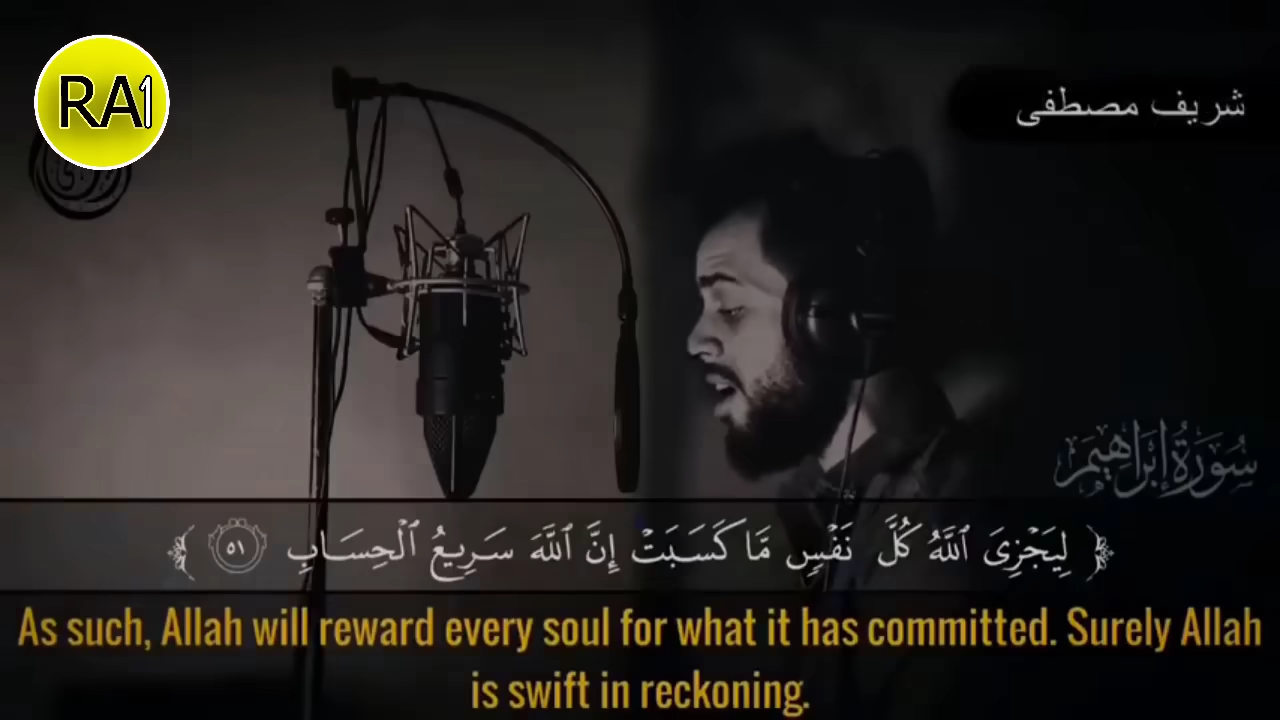 RA1
شريف مصطفى
سُورَةُ إِبْرَاهِيمَ
﴿ لِيَجْزِىَ ٱللَّهُ كُلَّ نَفْسٍ مَّا كَسَبَتْ إِنَّ ٱللَّهَ سَرِيعُ ٱلْحِسَابِ ٥١ ﴾
As such, Allah will reward every soul for what it has committed. Surely Allah
is swift in reckoning.